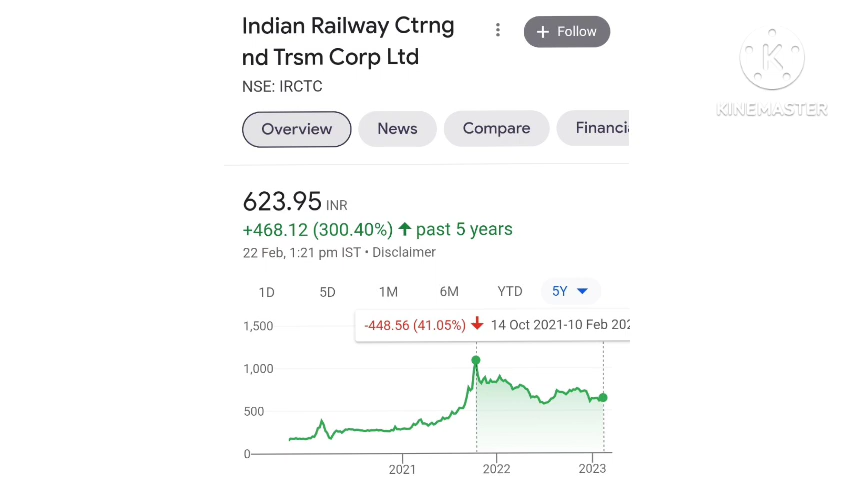 Indian Railway Ctrng
nd Trsm Corp Ltd
+ Follow
NSE: IRCTC
Overview News Compare Financi
K
KINEMASTER
623.95 INR
+468.12 (300.40%) ↑ past 5 years
22 Feb, 1:21 pm IST • Disclaimer
1D 5D 1M 6M YTD 5Y
-448.56 (41.05%) ↓ 14 Oct 2021-10 Feb 202
1,500
1,000
500
0
2021 2022 2023